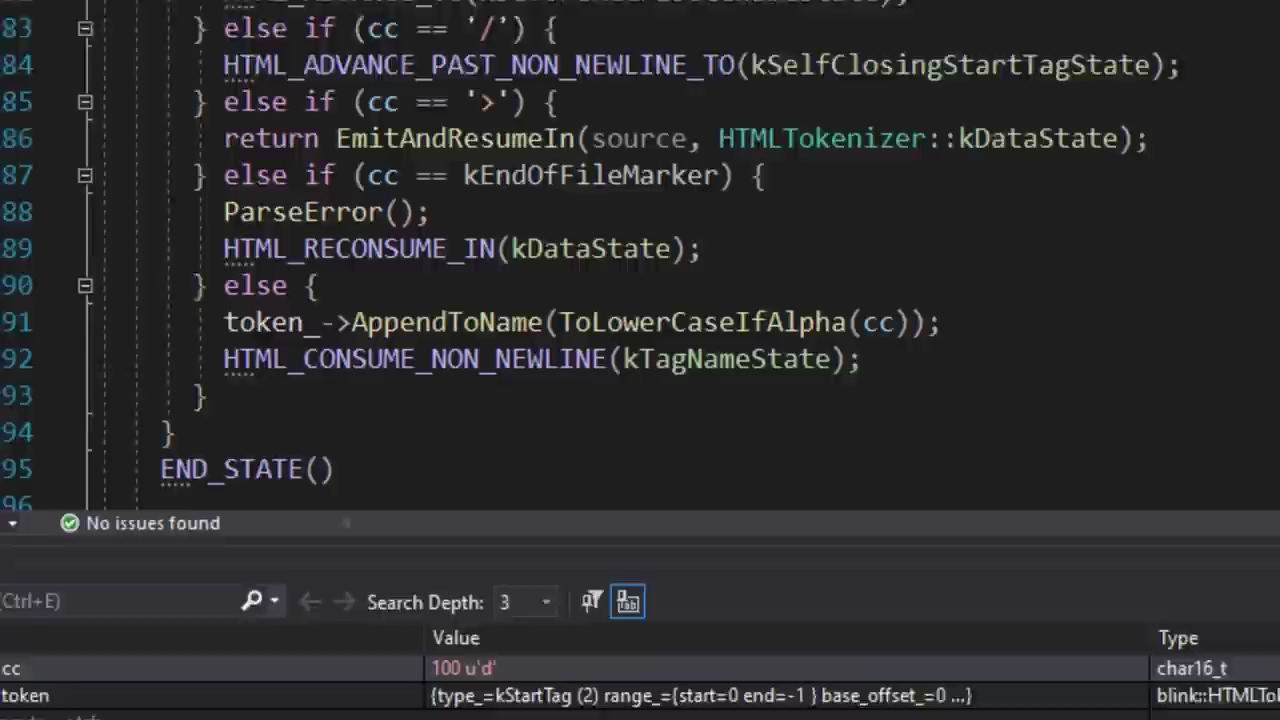 83 } else if (cc == '/') {
84 HTML_ADVANCE_PAST_NON_NEWLINE_TO(kSelfClosingStartTagState);
85 } else if (cc == '>') {
86 return EmitAndResumeIn(source, HTMLTokenizer::kDataState);
87 } else if (cc == kEndOfFileMarker) {
88 ParseError();
89 HTML_RECONSUME_IN(kDataState);
90 } else {
91 token_->AppendToName(ToLowerCaseIfAlpha(cc));
92 HTML_CONSUME_NON_NEWLINE(kTagNameState);
93 }
94 }
95 END_STATE()
96
No issues found
(Ctrl+E) Search Depth: 3
Value Type
cc 100 u'd' char16_t
token {type_=kStartTag (2) range_={start=0 end=-1 } base_offset_=0 ...} blink::HTMLTo